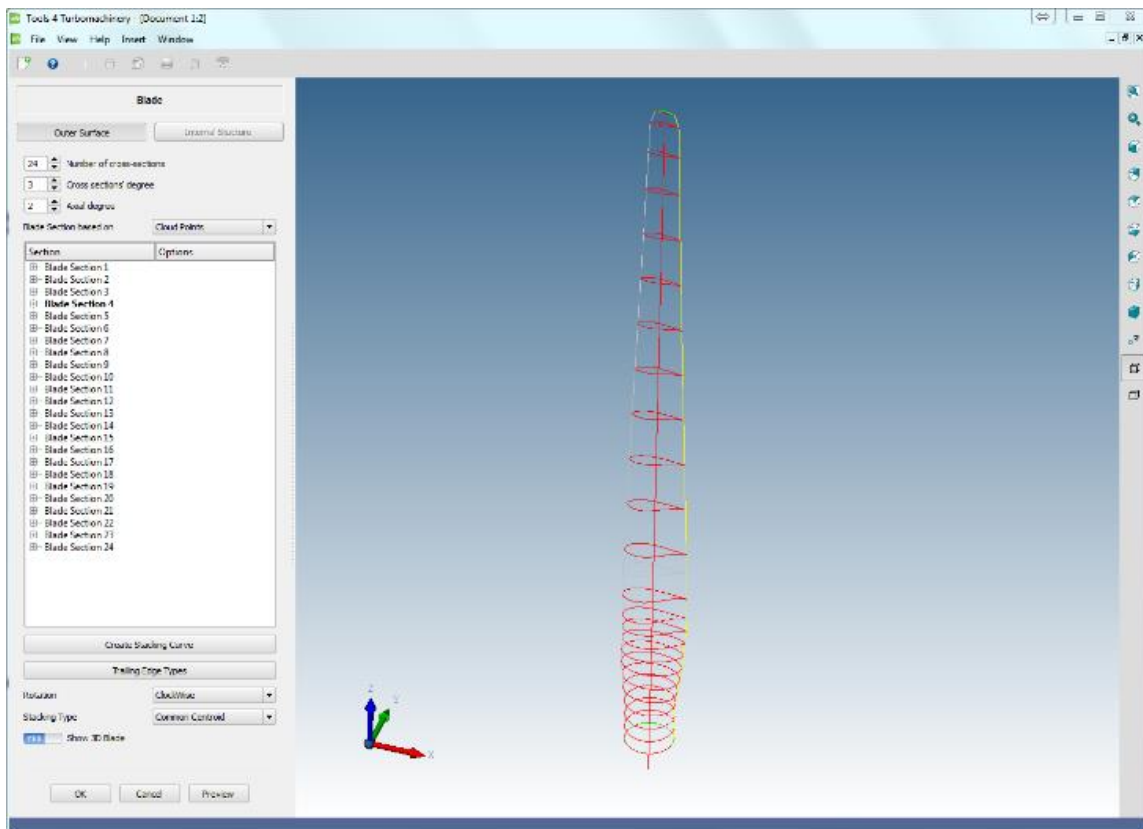 Tools 4 Turbomachinery - [Document 1:2]
File View Help Insert Window
Blade
Outer Surface Internal Structure
24 Number of cross-sections
3 Cross sections' degree
2 Axial degree
Blade Section based on Cloud Points
Section Options
Blade Section 1
Blade Section 2
Blade Section 3
Blade Section 4
Blade Section 5
Blade Section 6
Blade Section 7
Blade Section 8
Blade Section 9
Blade Section 10
Blade Section 11
Blade Section 12
Blade Section 13
Blade Section 14
Blade Section 15
Blade Section 16
Blade Section 17
Blade Section 18
Blade Section 19
Blade Section 20
Blade Section 21
Blade Section 22
Blade Section 23
Blade Section 24
Create Stacking Curve
Trailing Edge Types
Rotation ClockWise
Stacking Type Common Centroid
Show 3D Blade
OK Cancel Preview
Z
Y
X